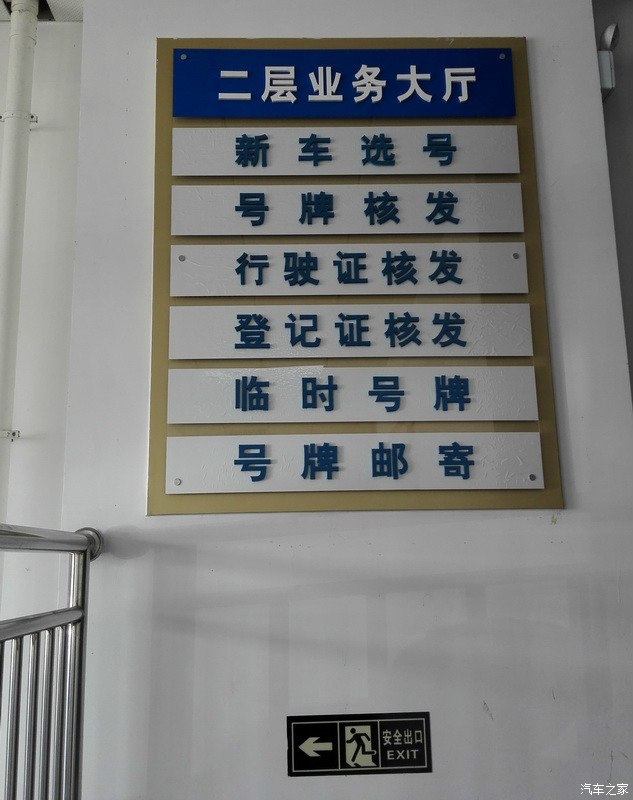 二层业务大厅
新车选号
号牌核发
行驶证核发
登记证核发
临时号牌
号牌邮寄
安全出口
EXIT
汽车之家